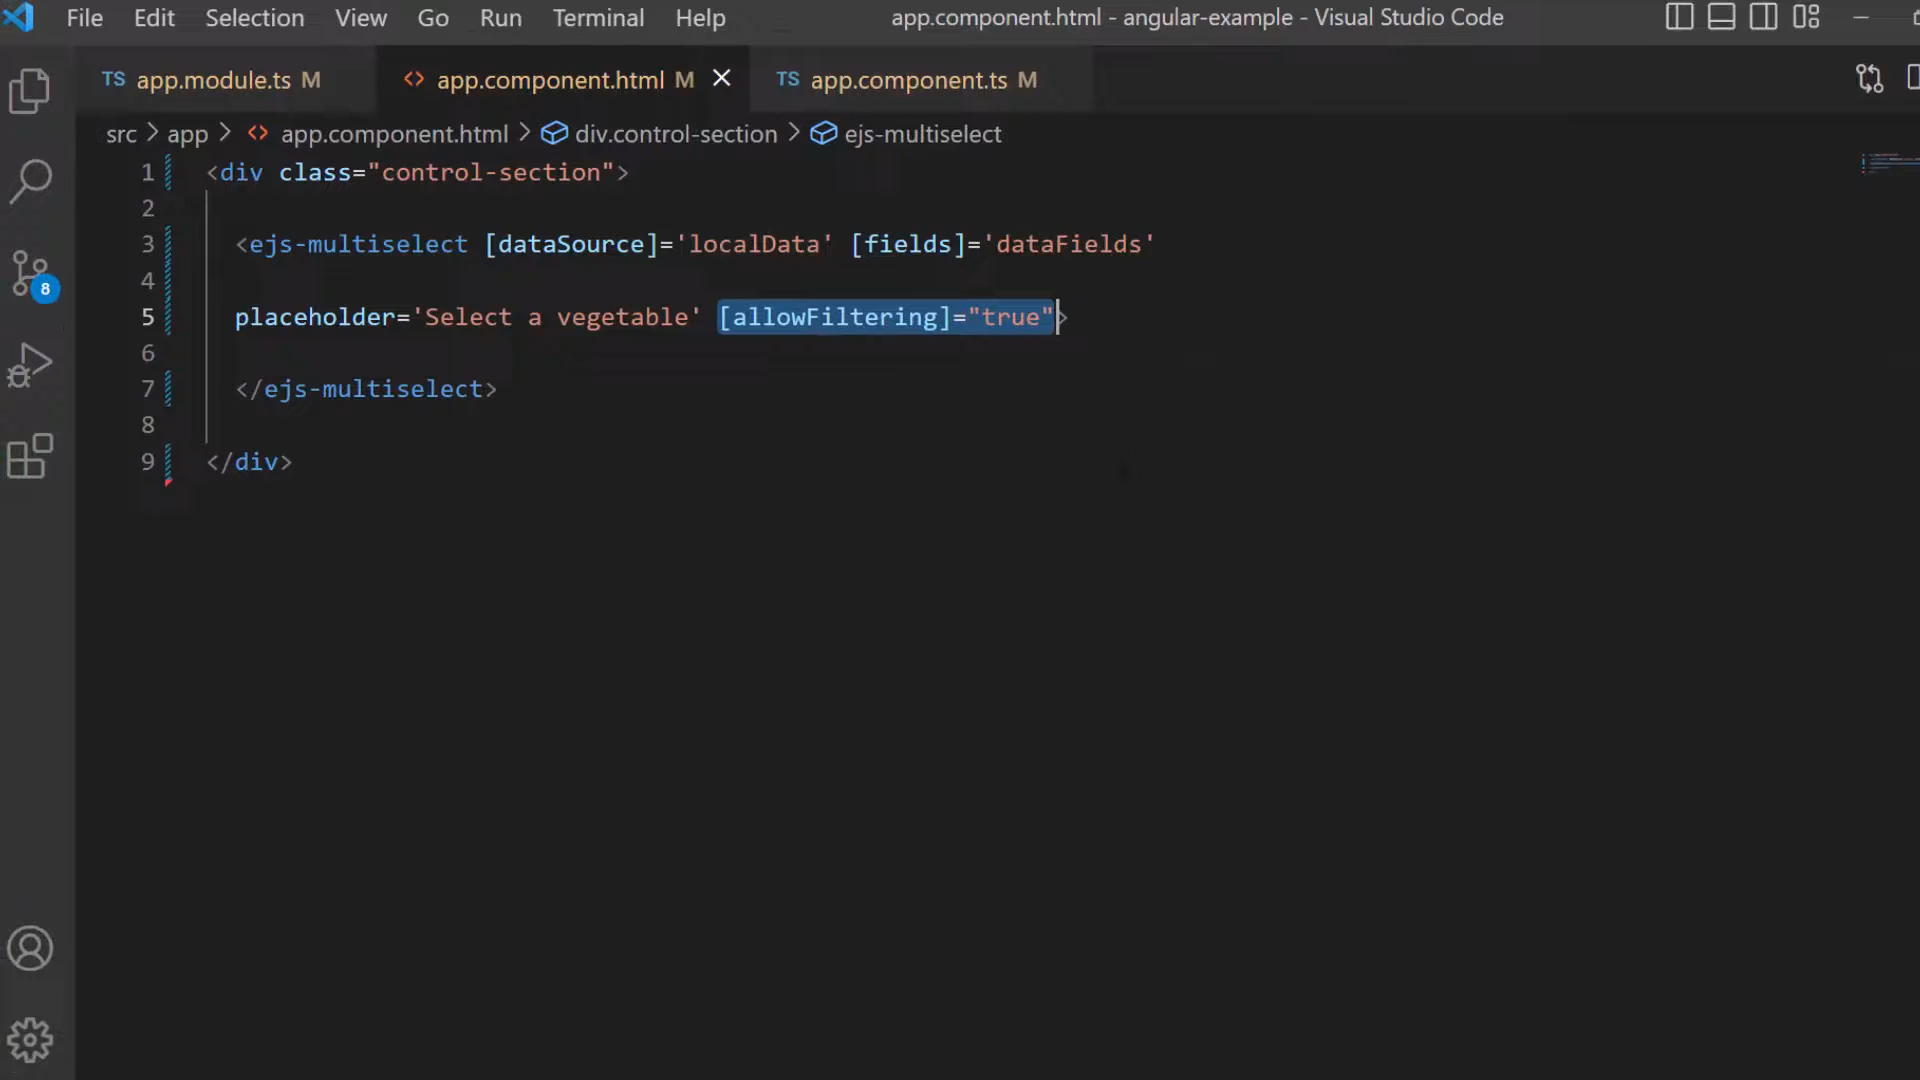 File Edit Selection View Go Run Terminal Help app.component.html - angular-example - Visual Studio Code
TS app.module.ts M <> app.component.html M TS app.component.ts M
src > app > <> app.component.html > div.control-section > ejs-multiselect
1 <div class="control-section">
2
3 <ejs-multiselect [dataSource]='localData' [fields]='dataFields'
4
5 placeholder='Select a vegetable' [allowFiltering]="true">
6
7 </ejs-multiselect>
8
9 </div>
8